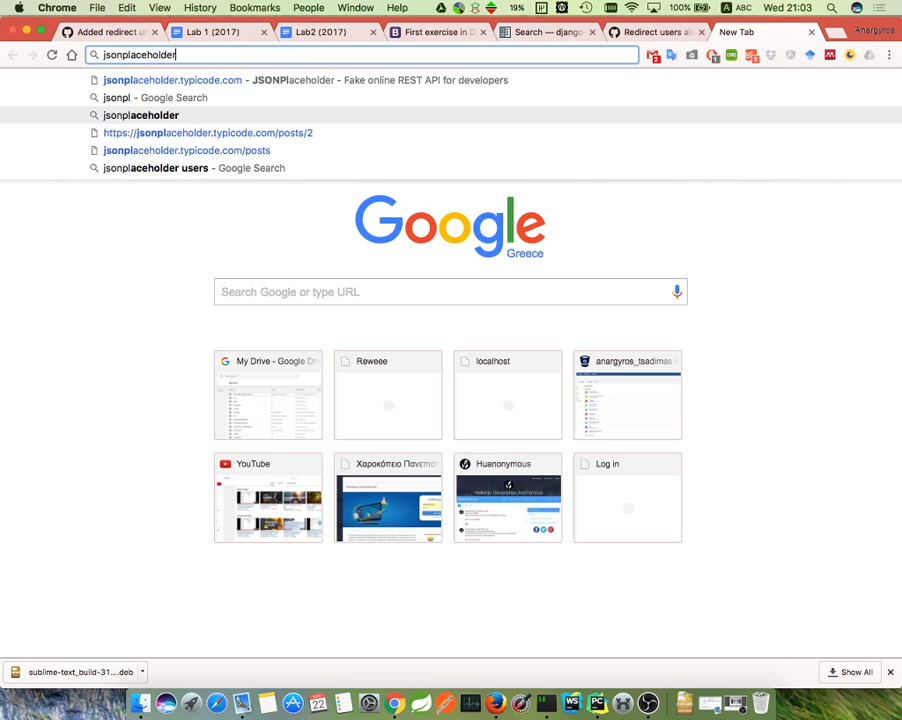 Chrome File Edit View History Bookmarks People Window Help 19% 100% ABC Wed 21:03
Added redirect ur
Lab 1 (2017)
Lab2 (2017)
First exercise in D
Search — django
Redirect users alr
New Tab
Anargyros
jsonplaceholder
jsonplaceholder.typicode.com - JSONPlaceholder - Fake online REST API for developers
jsonpl - Google Search
jsonplaceholder
https://jsonplaceholder.typicode.com/posts/2
jsonplaceholder.typicode.com/posts
jsonplaceholder users - Google Search
Google
Greece
Search Google or type URL
My Drive - Google Dr
Reweee
localhost
anargyros_tsadimas
YouTube
Χαροκόπειο Πανεπιστ
Huanonymous
Log in
sublime-text_build-31....deb
Show All